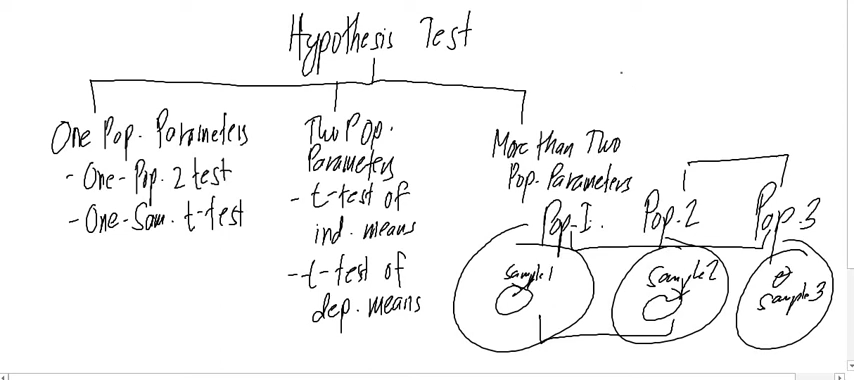 Hypothesis Test
One Pop. Parameters
- One-Pop. Z test
- One-Sam. t-test
Two Pop.
Parameters
- t-test of
ind. means
- t-test of
dep. means
More than Two
Pop. Parameters
Pop. 1.
Pop. 2
Pop. 3
sample 1
sample 2
sample 3